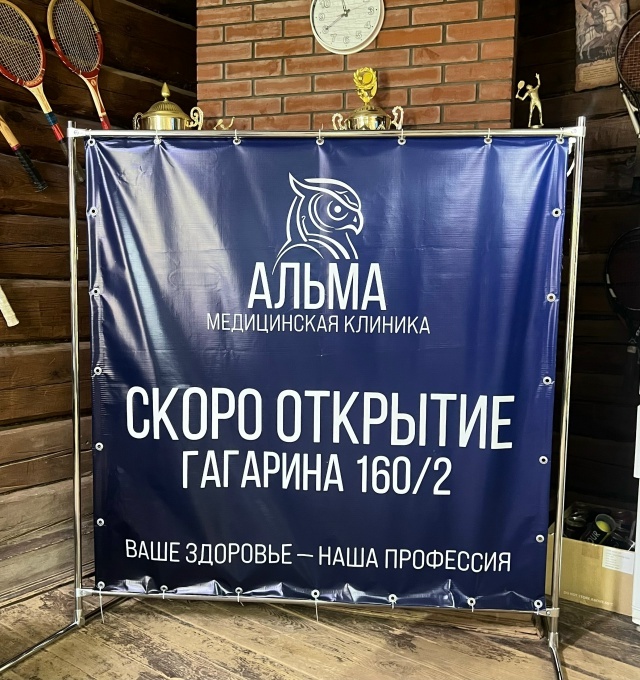 АЛЬМА
МЕДИЦИНСКАЯ КЛИНИКА
СКОРО ОТКРЫТИЕ
ГАГАРИНА 160/2
ВАШЕ ЗДОРОВЬЕ – НАША ПРОФЕССИЯ